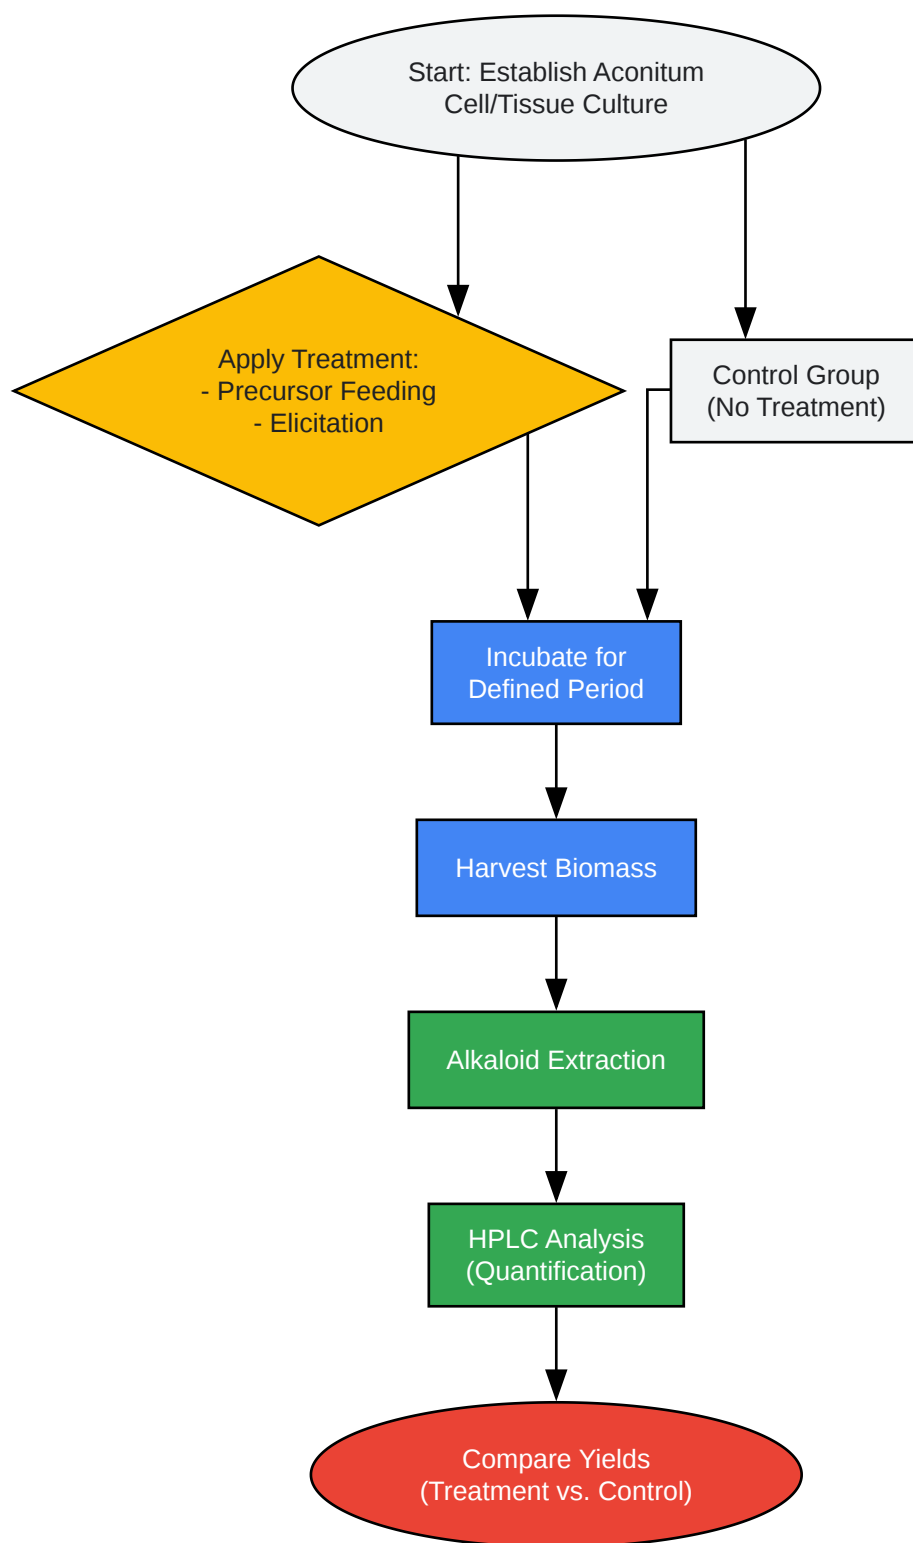 Start: Establish Aconitum
Cell/Tissue Culture
Apply Treatment:
- Precursor Feeding
- Elicitation
Control Group
(No Treatment)
Incubate for
Defined Period
Harvest Biomass
Alkaloid Extraction
HPLC Analysis
(Quantification)
Compare Yields
(Treatment vs. Control)